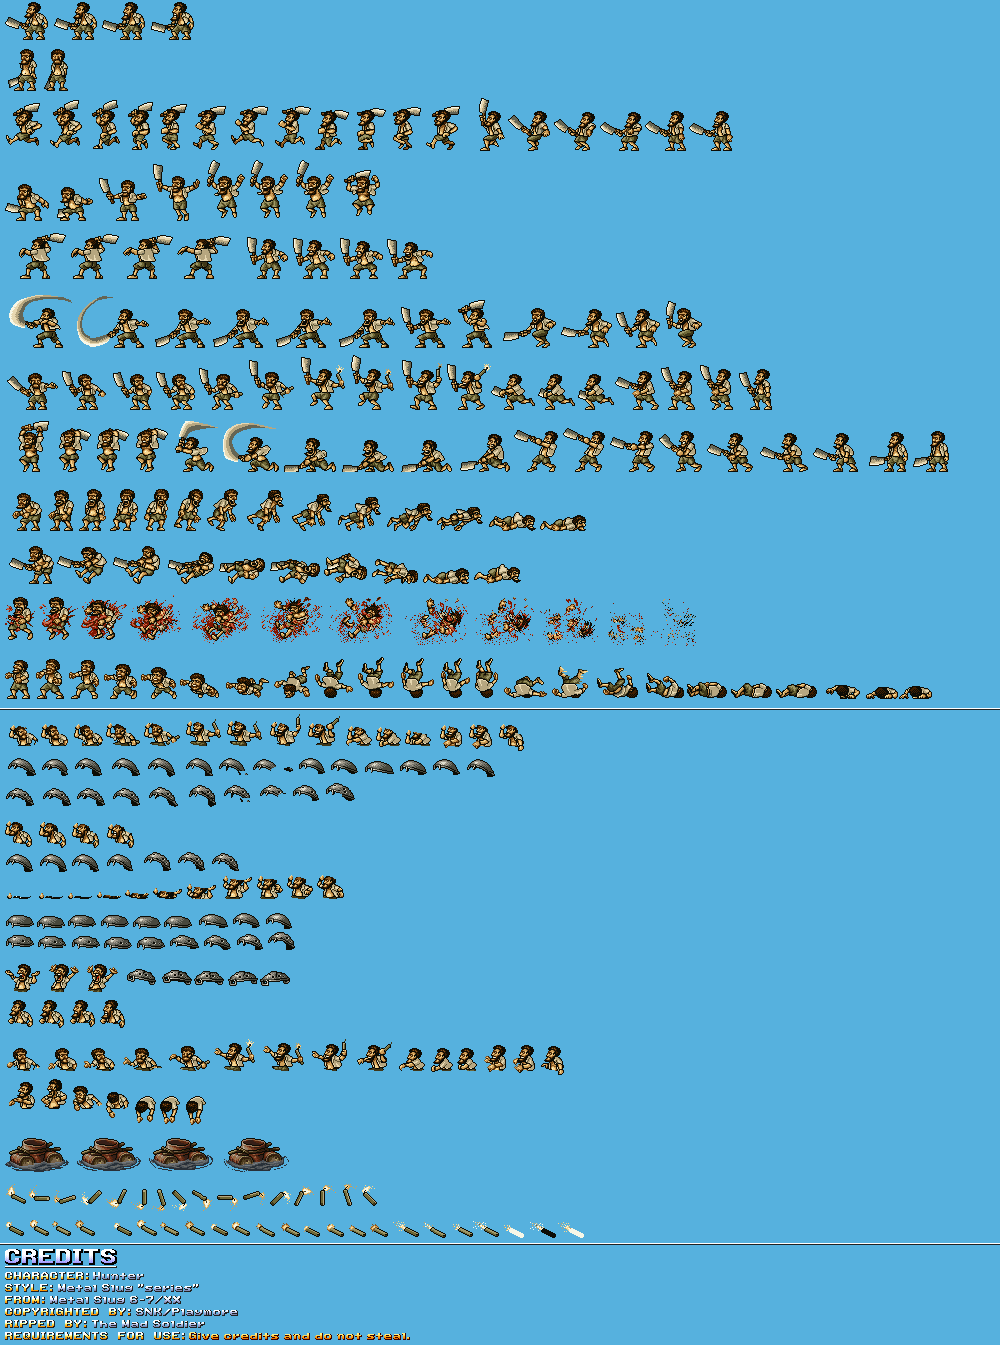 CREDITS
CHARACTER: Hunter
STYLE: Metal Slug "series"
FROM: Metal Slug 6-7/XX
COPYRIGHTED BY: SNK/Playmore
RIPPED BY: The Mad Soldier
REQUIREMENTS FOR USE: Give credits and do not steal.